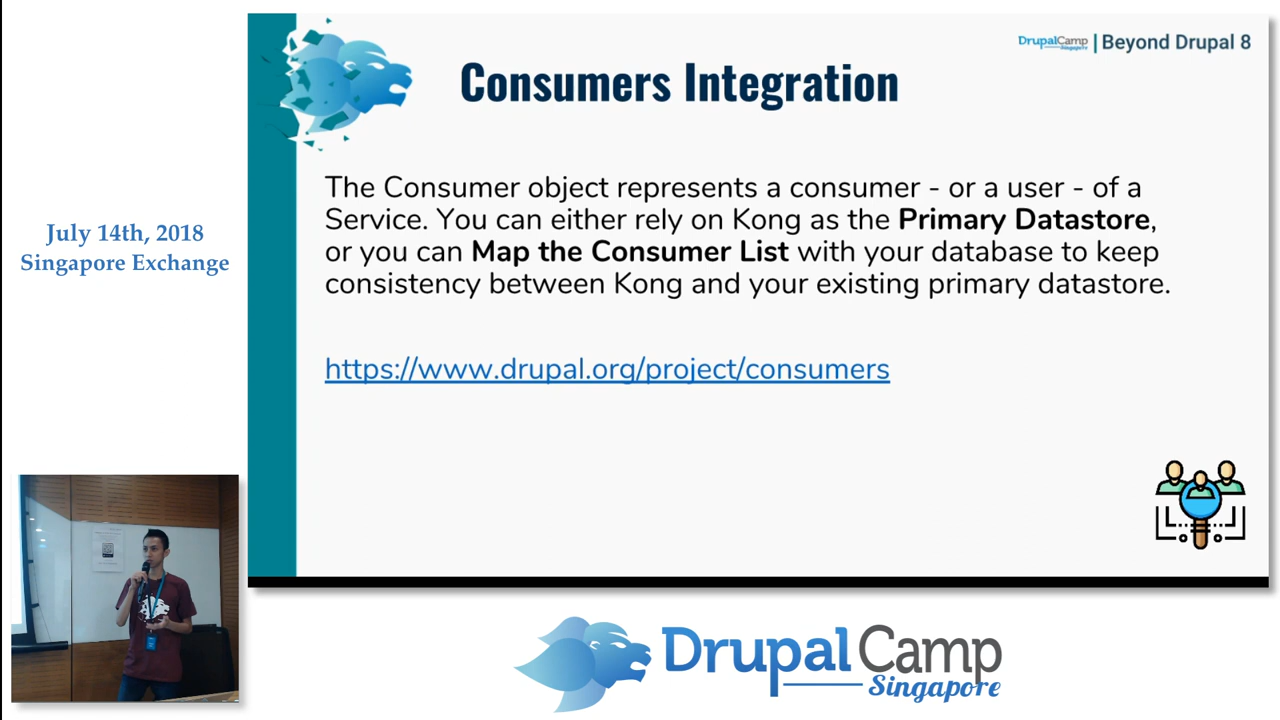 DrupalCamp
Singapore
| Beyond Drupal 8
Consumers Integration
The Consumer object represents a consumer - or a user - of a
Service. You can either rely on Kong as the Primary Datastore,
or you can Map the Consumer List with your database to keep
consistency between Kong and your existing primary datastore.
https://www.drupal.org/project/consumers
July 14th, 2018
Singapore Exchange
DrupalCamp
Singapore